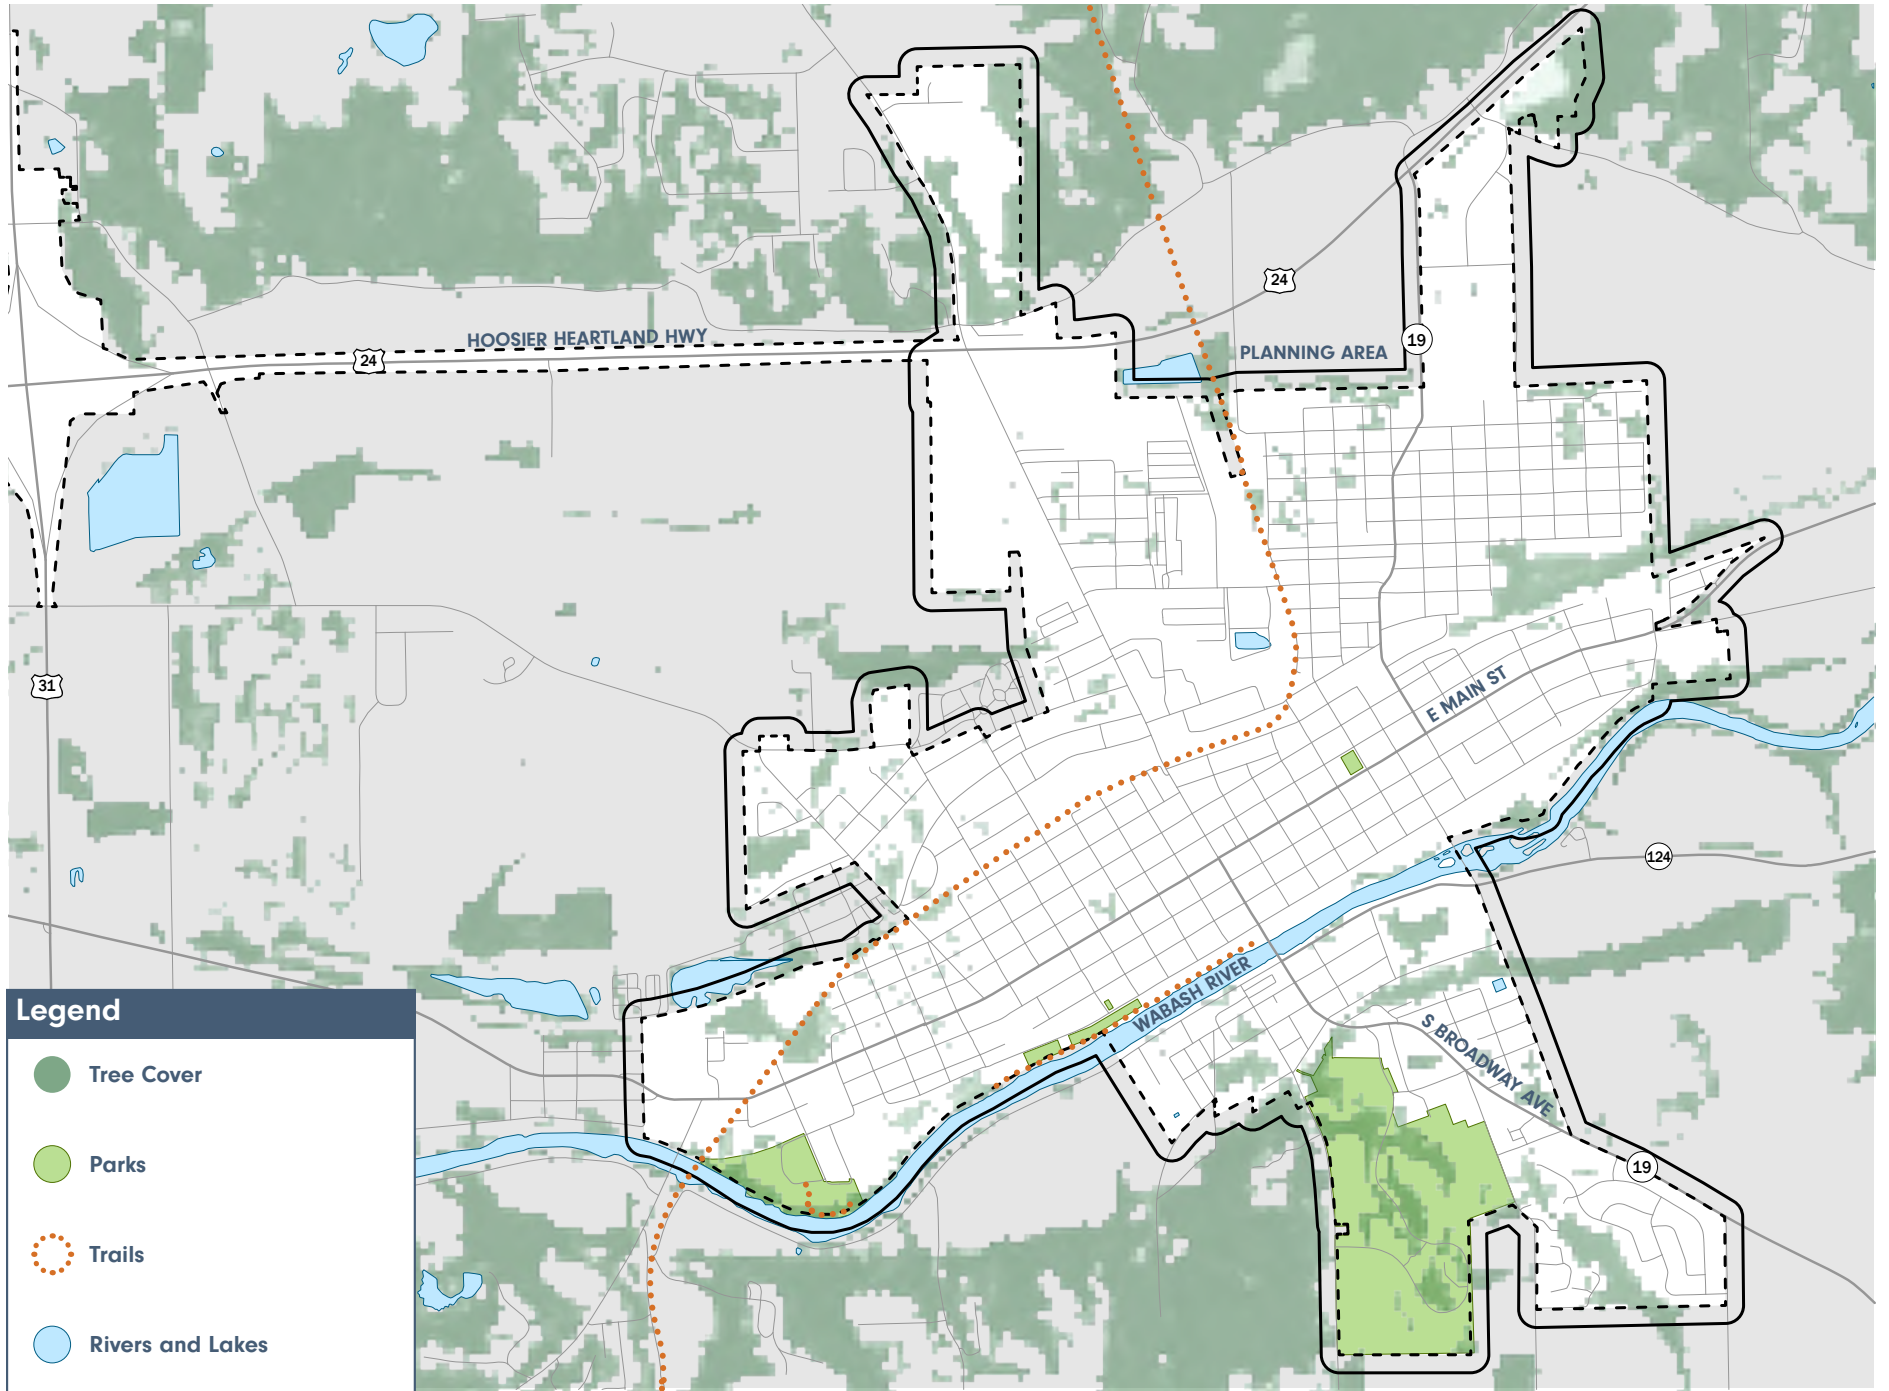 24
HOOSIER HEARTLAND HWY
24
PLANNING AREA
19
31
E MAIN ST
124
WABASH RIVER
S BROADWAY AVE
19
Legend
Tree Cover
Parks
Trails
Rivers and Lakes